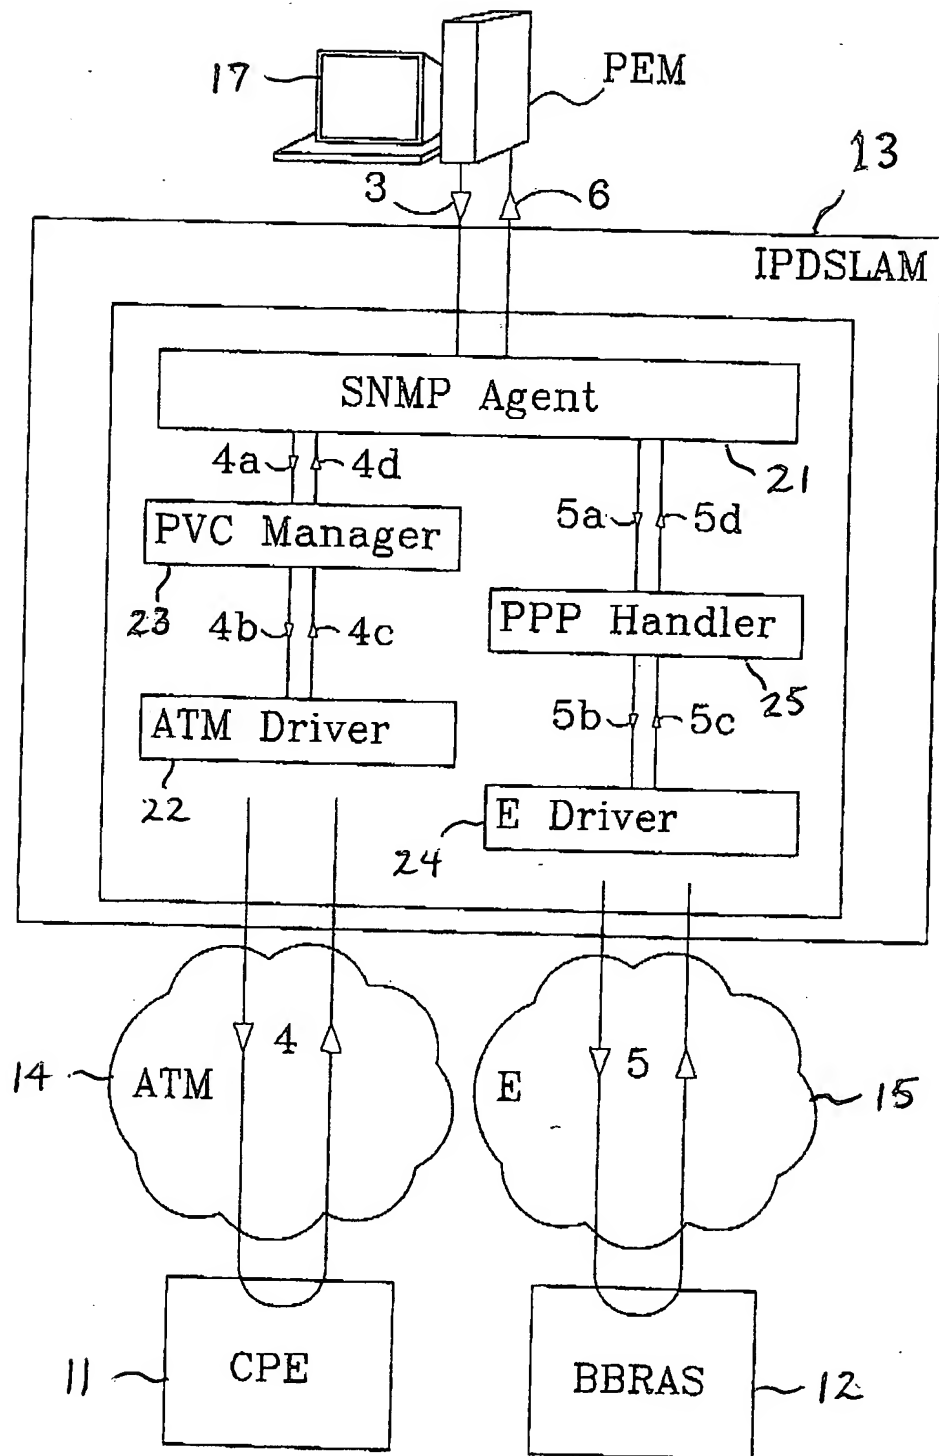 17
PEM
13
3
6
IPDSLAM
SNMP Agent
4a
4d
21
5a
5d
PVC Manager
23
4b
4c
PPP Handler
25
5b
5c
ATM Driver
22
E Driver
24
14
ATM
4
E
5
15
11
CPE
BBRAS
12